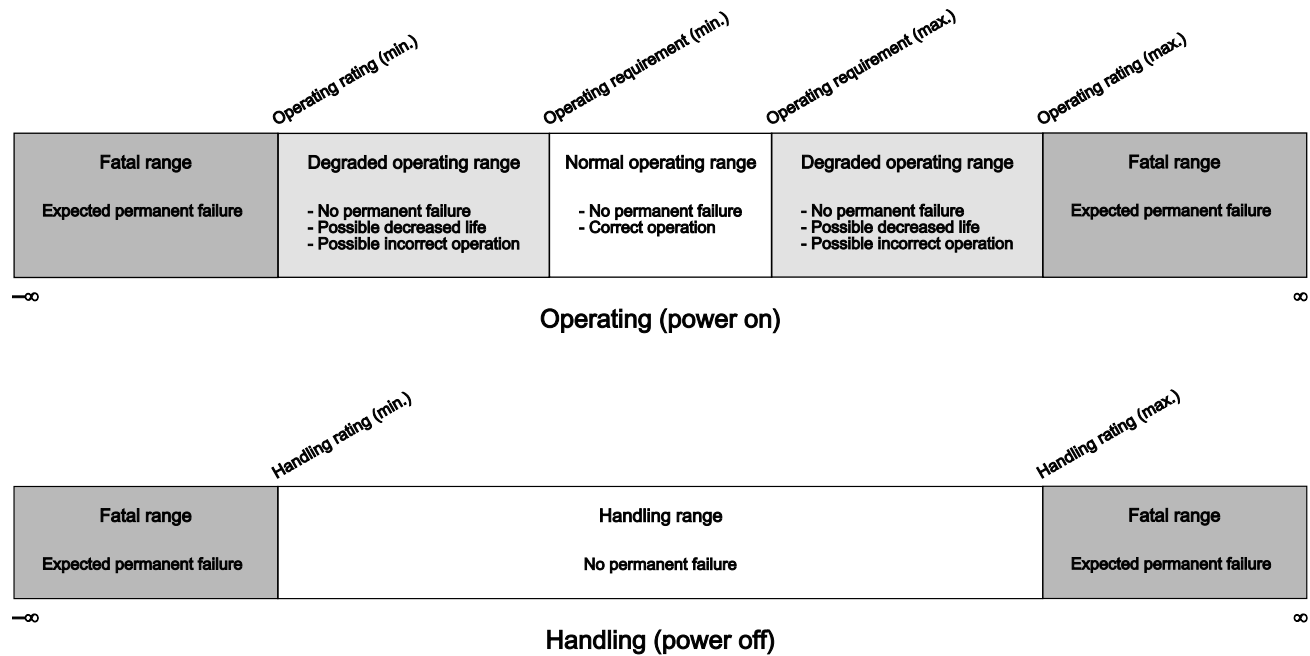 Operating rating (min.)
Operating requirement (min.)
Operating requirement (max.)
Operating rating (max.)
Fatal range
Expected permanent failure
Degraded operating range
- No permanent failure
- Possible decreased life
- Possible incorrect operation
Normal operating range
- No permanent failure
- Correct operation
Degraded operating range
- No permanent failure
- Possible decreased life
- Possible incorrect operation
Fatal range
Expected permanent failure
–∞
∞
Operating (power on)
Handling rating (min.)
Handling rating (max.)
Fatal range
Expected permanent failure
Handling range
No permanent failure
Fatal range
Expected permanent failure
–∞
∞
Handling (power off)